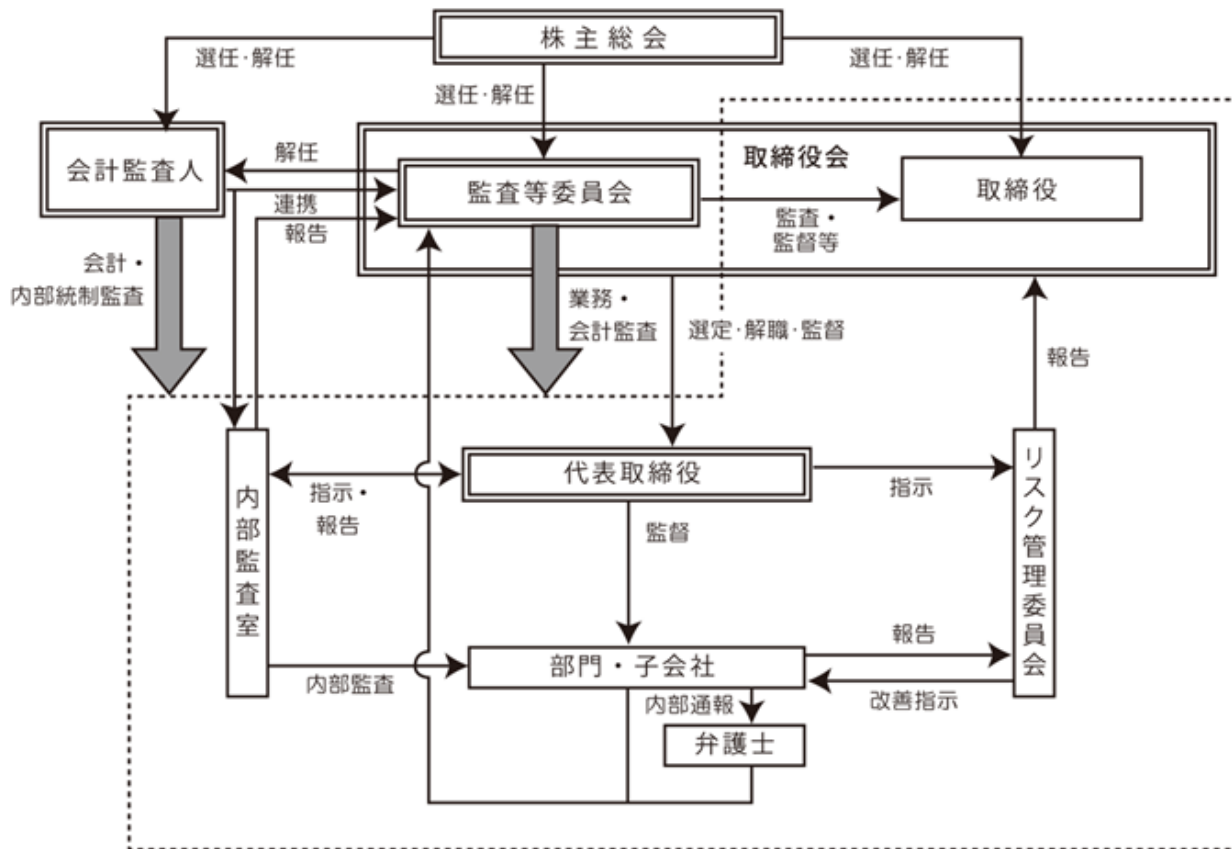 株主総会
選任・解任
選任・解任
選任・解任
会計監査人
解任
監査等委員会
取締役会
取締役
連携
報告
監査・
監督等
会計・
内部統制監査
業務・
会計監査
選定・解職・監督
報告
代表取締役
指示・
報告
指示
内部監査室
リスク管理委員会
監督
部門・子会社
報告
内部監査
内部通報
改善指示
弁護士